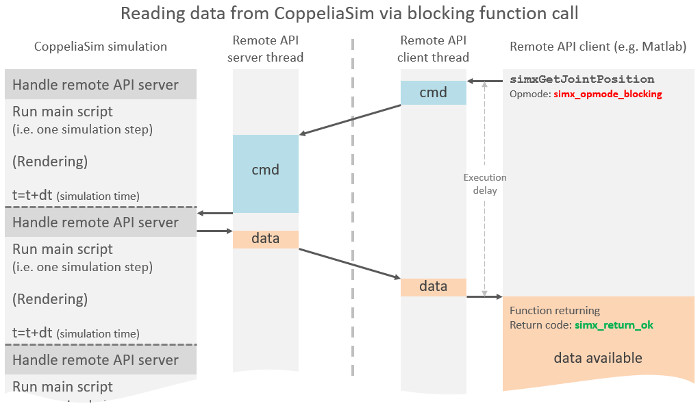 Reading data from CoppeliaSim via blocking function call
CoppeliaSim simulation
Remote API
server thread
Remote API
client thread
Remote API client (e.g. Matlab)
Handle remote API server
Run main script
(i.e. one simulation step)
(Rendering)
t=t+dt (simulation time)
Handle remote API server
Run main script
(i.e. one simulation step)
(Rendering)
t=t+dt (simulation time)
Handle remote API server
Run main script
cmd
data
cmd
data
simxGetJointPosition
Opmode: simx_opmode_blocking
Execution
delay
Function returning
Return code: simx_return_ok
data available